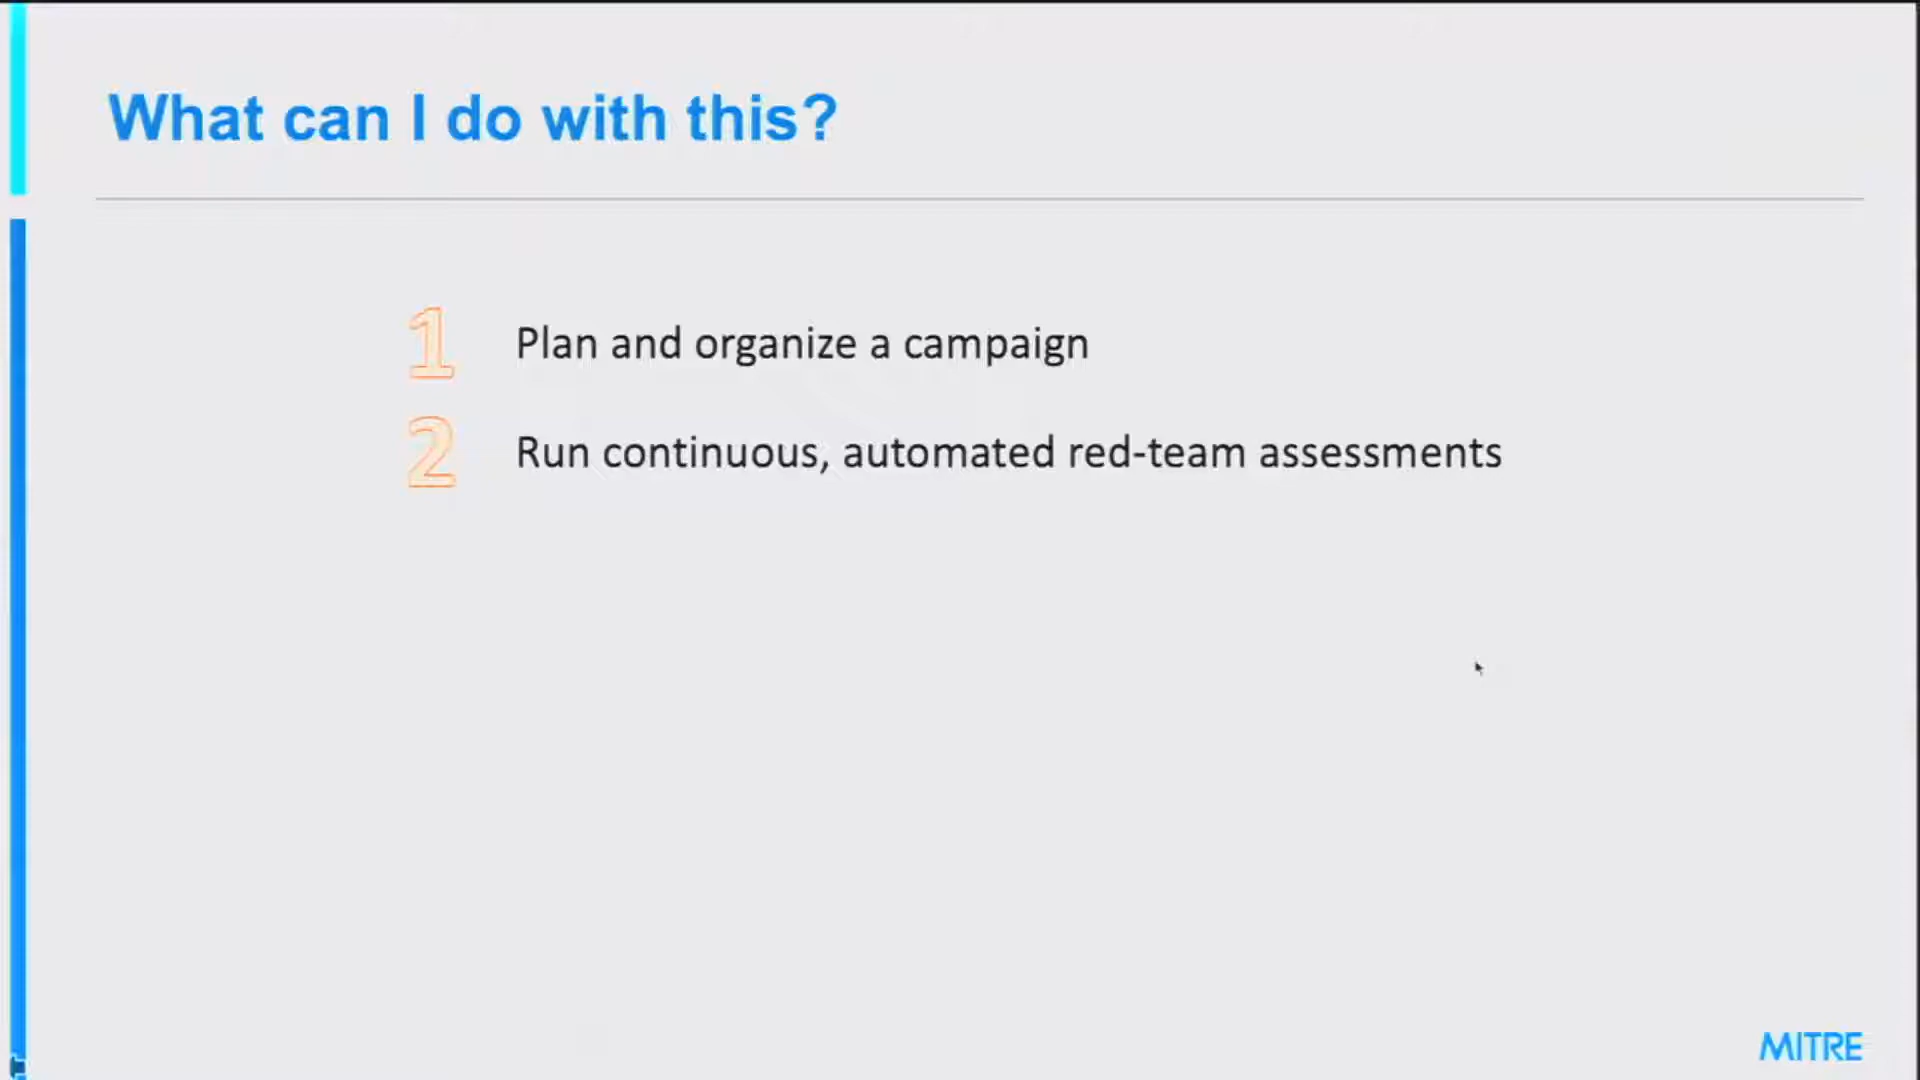 What can I do with this?
1 Plan and organize a campaign
2 Run continuous, automated red-team assessments
MITRE